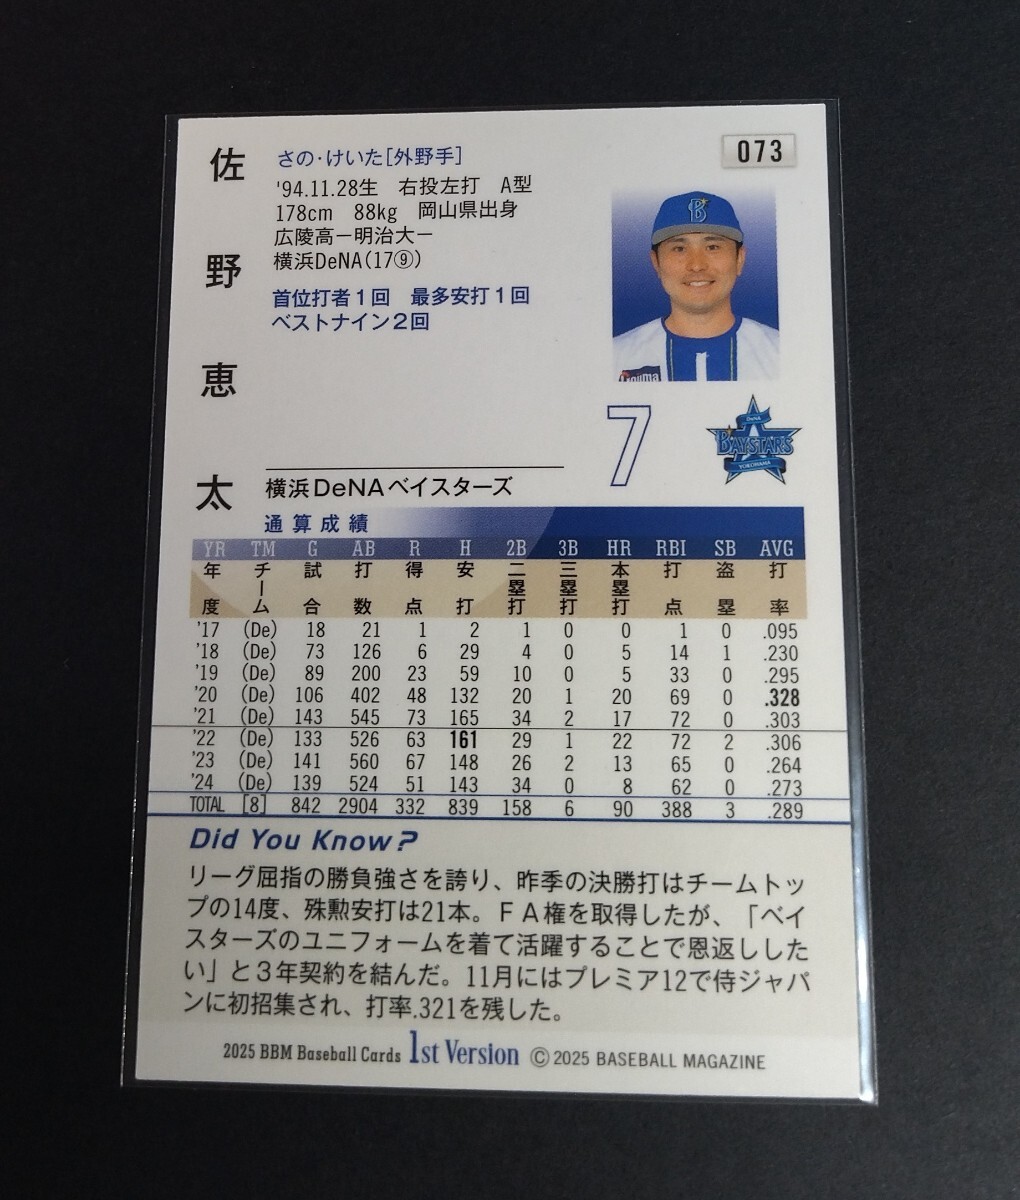 073
佐野恵太
さの・けいた[外野手]
'94.11.28生 右投左打 A型
178cm 88kg 岡山県出身
広陵高－明治大－
横浜DeNA(17⑨)
首位打者1回 最多安打1回
ベストナイン2回
B
7
DeNA
BAYSTARS
YOKOHAMA
横浜DeNAベイスターズ
通算成績
YR TM G AB R H 2B 3B HR RBI SB AVG
年度 チーム 試合 打数 得点 安打 二塁打 三塁打 本塁打 打点 盗塁 打率
'17 (De) 18 21 1 2 1 0 0 1 0 .095
'18 (De) 73 126 6 29 4 0 5 14 1 .230
'19 (De) 89 200 23 59 10 0 5 33 0 .295
'20 (De) 106 402 48 132 20 1 20 69 0 .328
'21 (De) 143 545 73 165 34 2 17 72 0 .303
'22 (De) 133 526 63 161 29 1 22 72 2 .306
'23 (De) 141 560 67 148 26 2 13 65 0 .264
'24 (De) 139 524 51 143 34 0 8 62 0 .273
TOTAL [8] 842 2904 332 839 158 6 90 388 3 .289
Did You Know?
リーグ屈指の勝負強さを誇り、昨季の決勝打はチームトッ
プの14度、殊勲安打は21本。ＦＡ権を取得したが、「ベイ
スターズのユニフォームを着て活躍することで恩返ししたい
い」と３年契約を結んだ。11月にはプレミア12で侍ジャパ
ンに初招集され、打率.321を残した。
2025 BBM Baseball Cards 1st Version ©2025 BASEBALL MAGAZINE